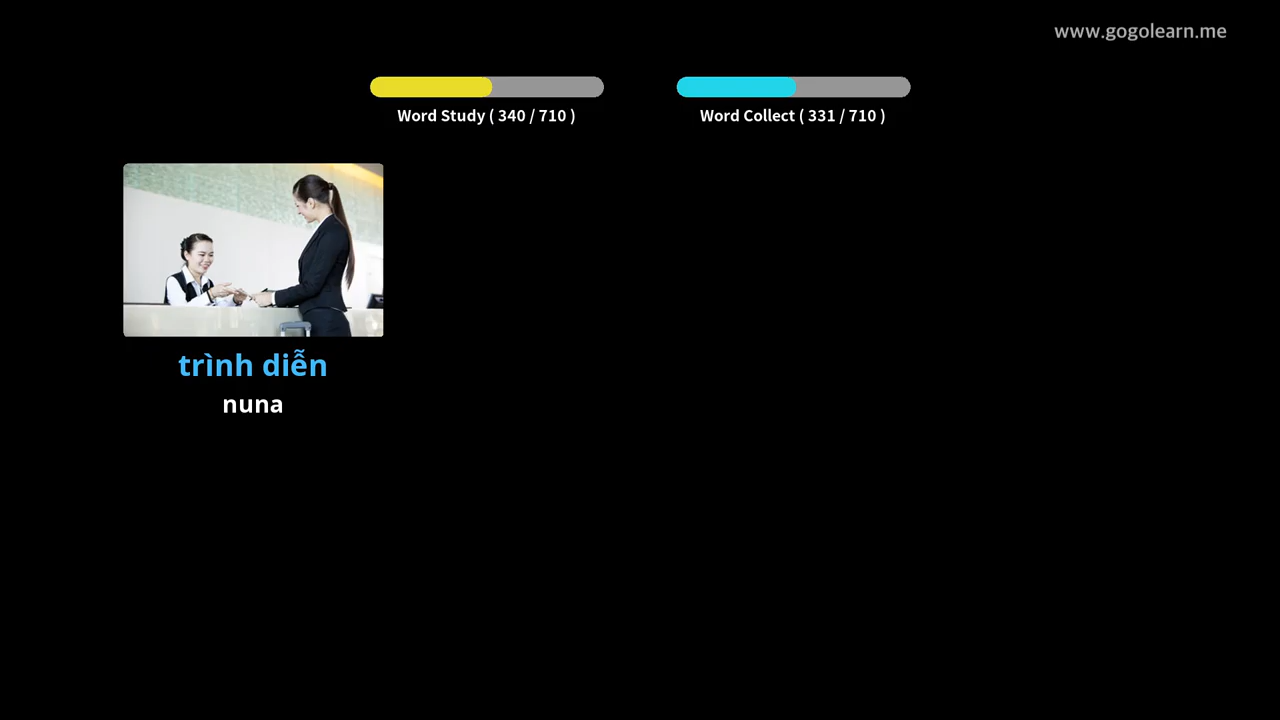 www.gogolearn.me
Word Study ( 340 / 710 )
Word Collect ( 331 / 710 )
trình diễn
nuna